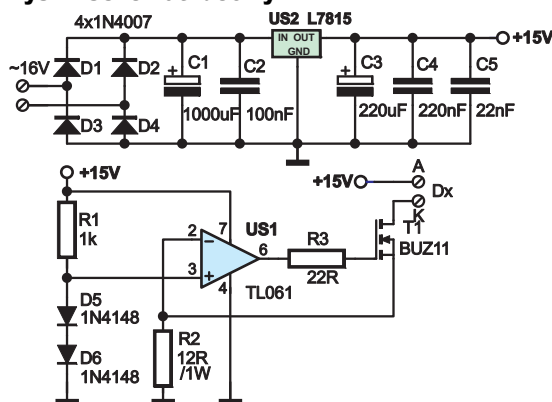 4x1N4007
US2 L7815
IN OUT
GND
+15V
~16V
D1
D2
D3
D4
C1
1000uF
C2
100nF
C3
220uF
C4
220nF
C5
22nF
+15V
+15V
A
Dx
K
T1
BUZ11
R1
1k
2
7
US1
6
3
4
TL061
R3
22R
D5
1N4148
D6
1N4148
R2
12R
/1W